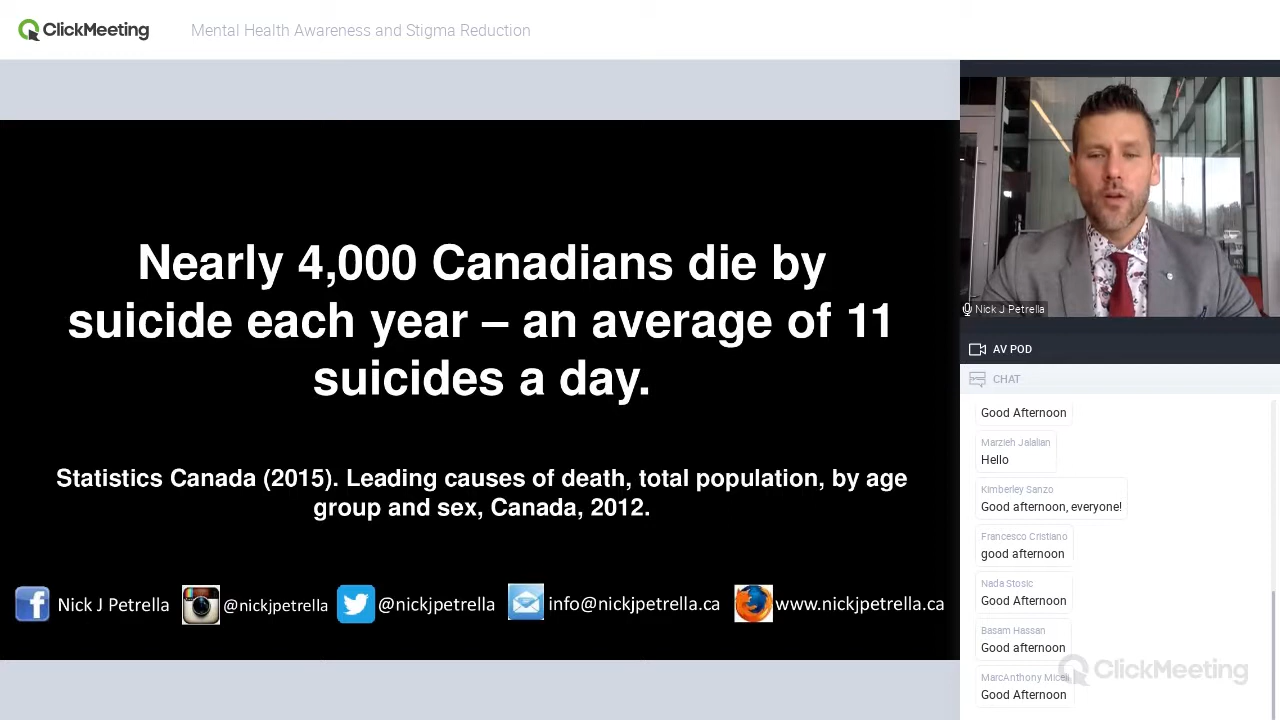 ClickMeeting
Mental Health Awareness and Stigma Reduction
Nearly 4,000 Canadians die by
suicide each year – an average of 11
suicides a day.
Statistics Canada (2015). Leading causes of death, total population, by age
group and sex, Canada, 2012.
Nick J Petrella
@nickjpetrella
@nickjpetrella
info@nickjpetrella.ca
www.nickjpetrella.ca
Nick J Petrella
AV POD
CHAT
Good Afternoon
Marzieh Jalalian
Hello
Kimberley Sanzo
Good afternoon, everyone!
Francesco Cristiano
good afternoon
Nada Stosic
Good Afternoon
Basam Hassan
Good afternoon
MarcAnthony Miceli
Good Afternoon
ClickMeeting